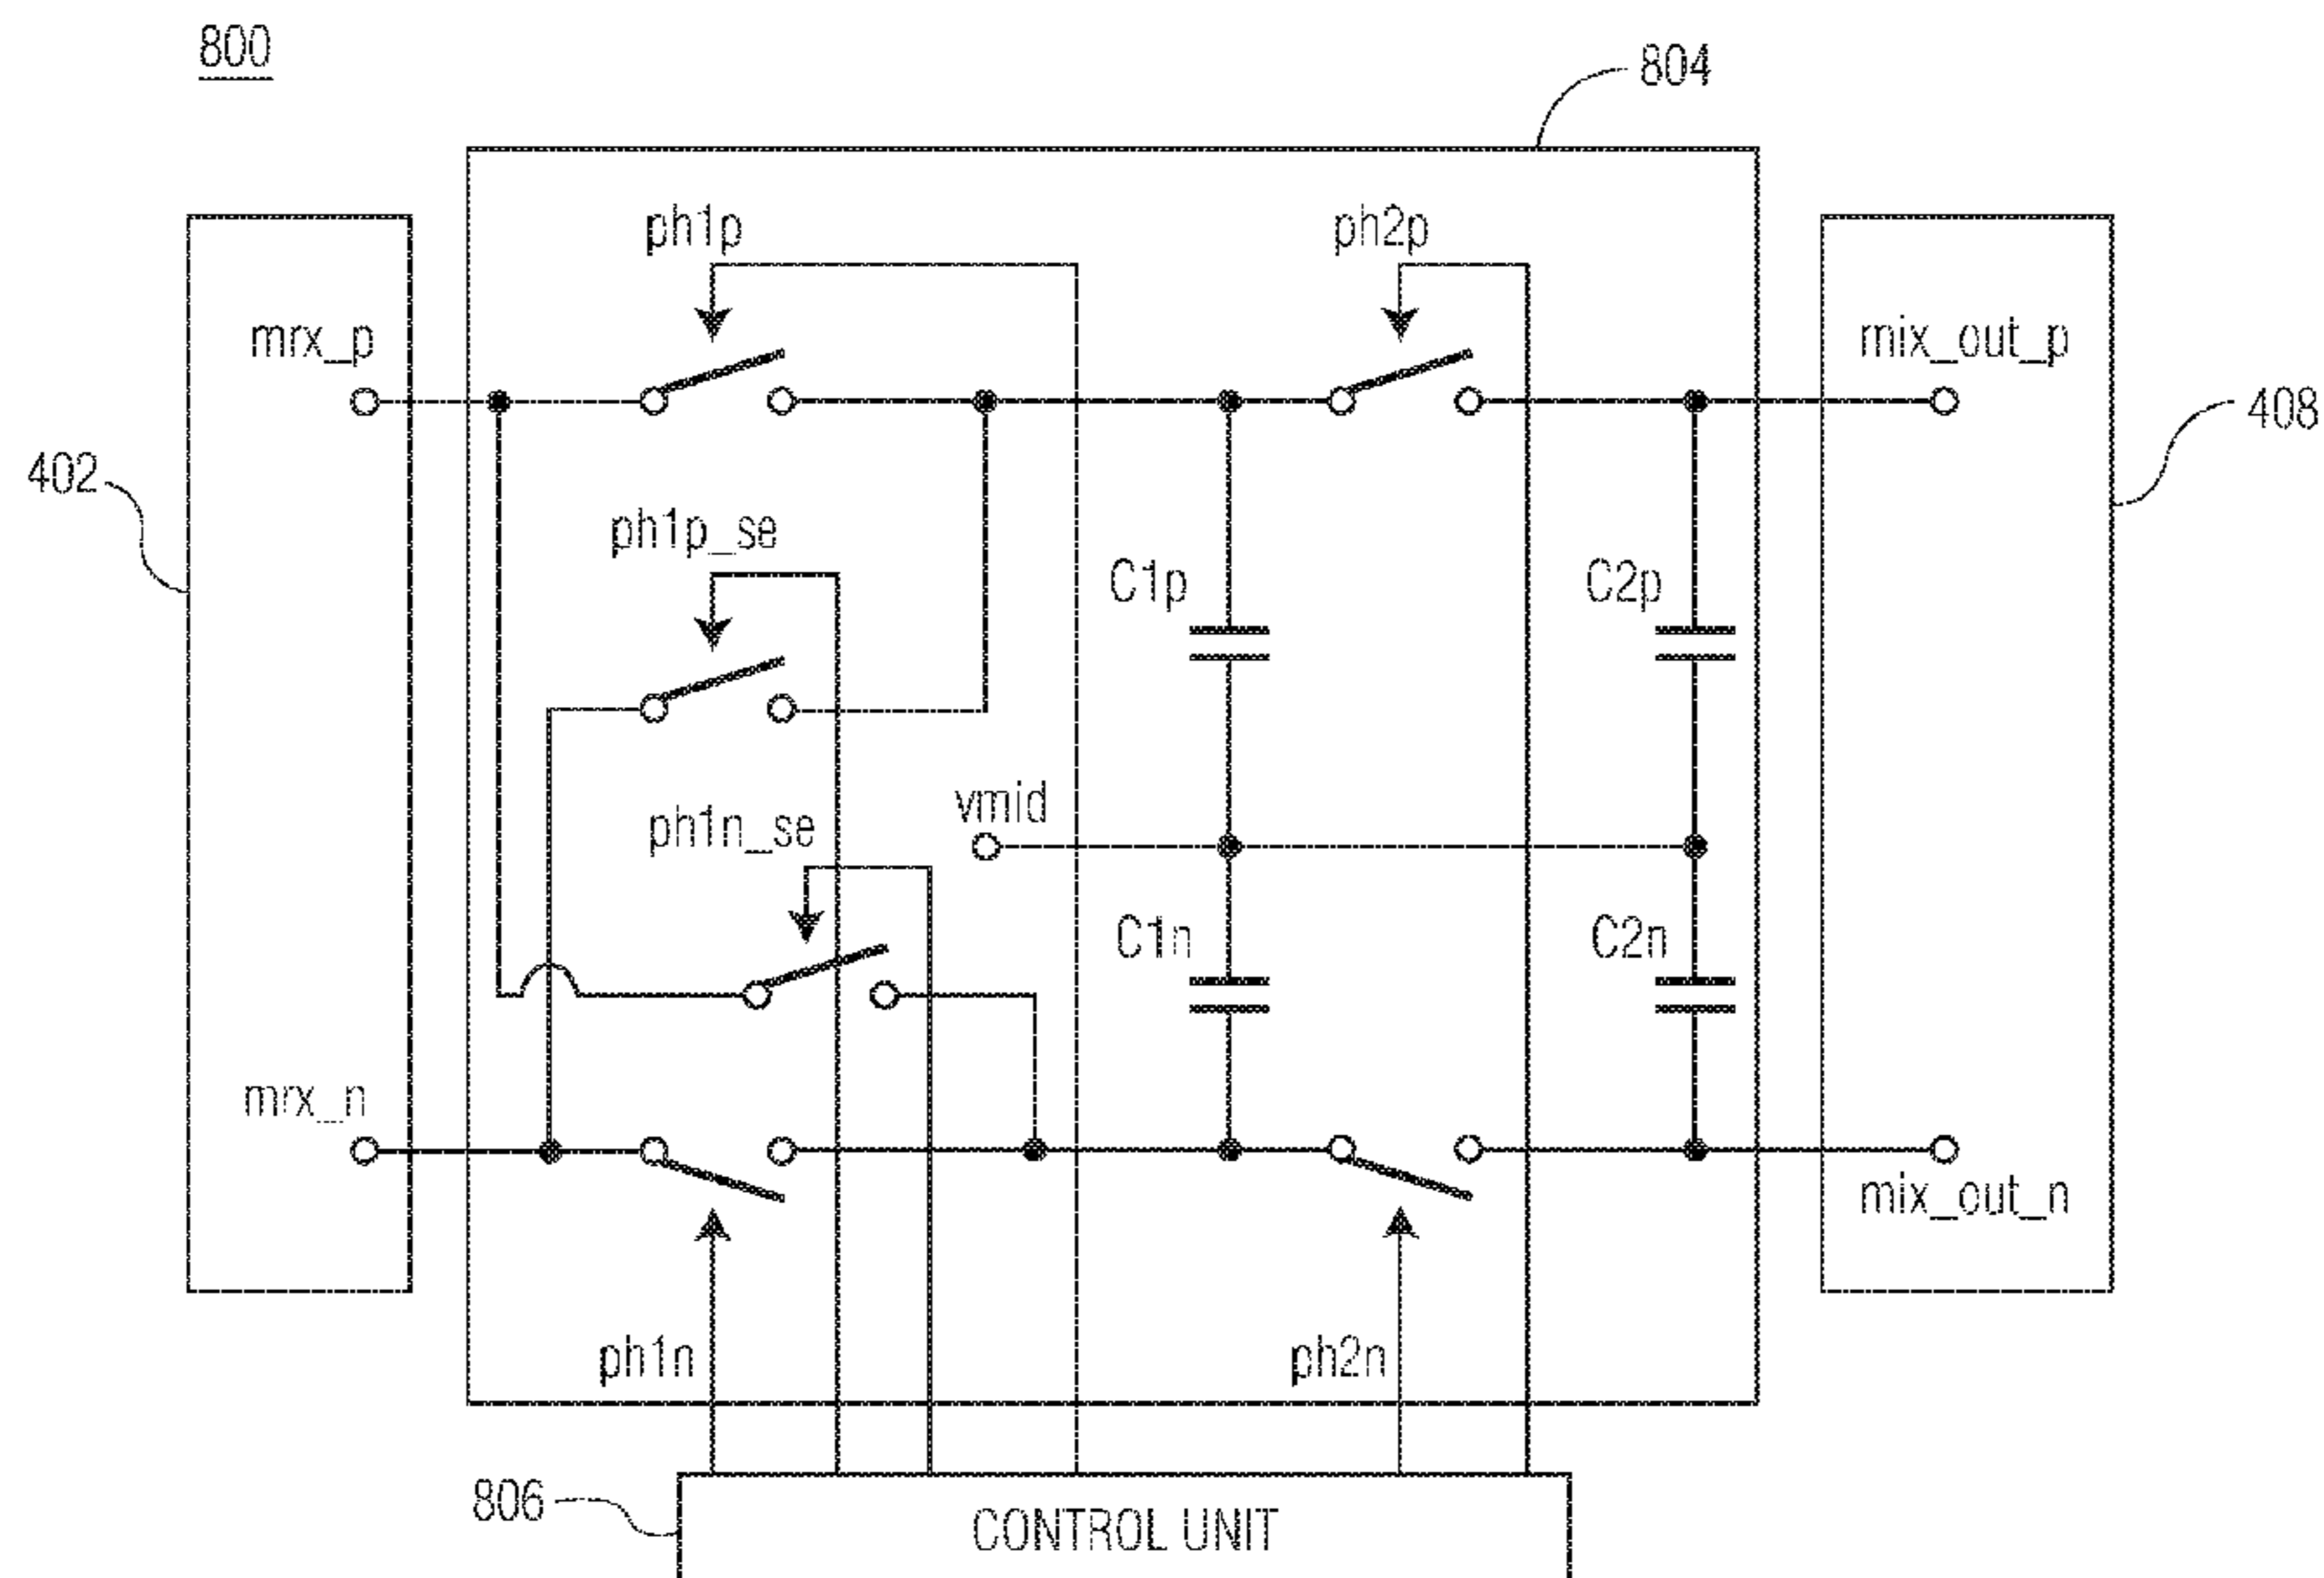 800
804
ph1p
ph2p
mrx_p
mix_out_p
408
402
ph1p_se
C1p
C2p
vmid
ph1n_se
C1n
C2n
mrx_n
mix_out_n
ph1n
ph2n
806
CONTROL UNIT